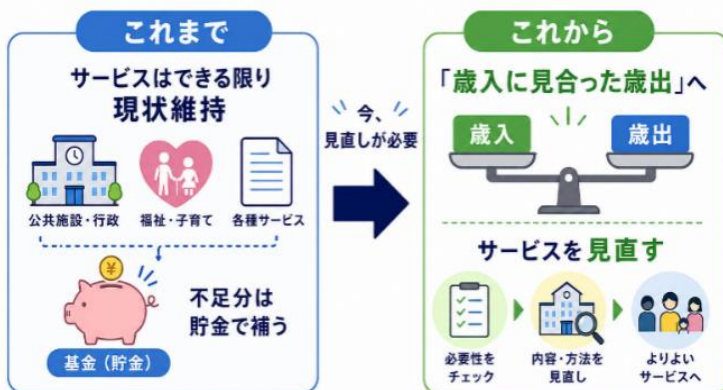 これまで
サービスはできる限り
現状維持
公共施設・行政
福祉・子育て
各種サービス
¥
不足分は
貯金で補う
基金（貯金）
今、
見直しが必要
これから
「歳入に見合った歳出」へ
歳入
歳出
サービスを見直す
必要性を
チェック
内容・方法を
見直し
よりよい
サービスへ